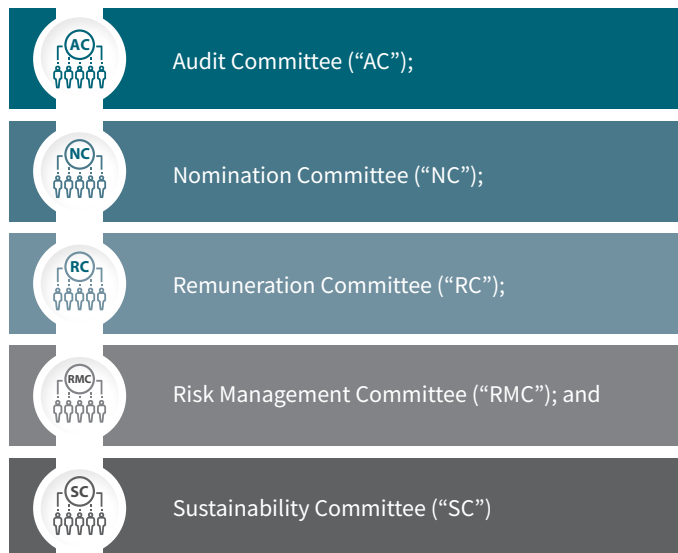 AC
Audit Committee (“AC”);
NC
Nomination Committee (“NC”);
RC
Remuneration Committee (“RC”);
RMC
Risk Management Committee (“RMC”); and
SC
Sustainability Committee (“SC”)